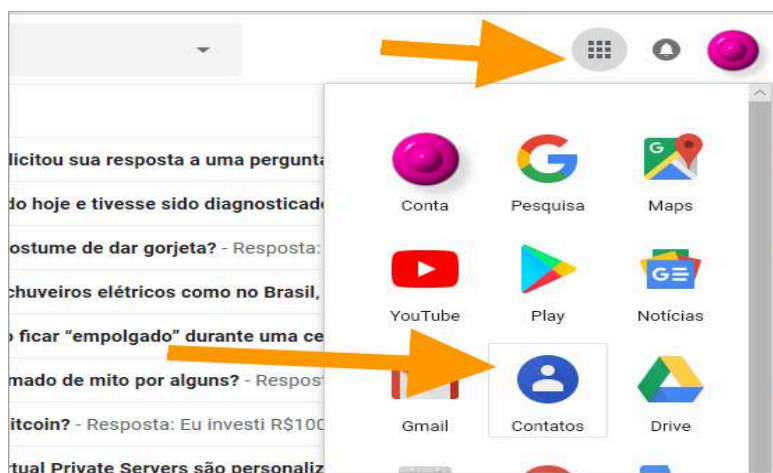 licitou sua resposta a uma pergunta
do hoje e tivesse sido diagnosticado
ostume de dar gorjeta? - Resposta:
chuveiros elétricos como no Brasil,
o ficar “empolgado” durante uma ce
mado de mito por alguns? - Respost
itcoin? - Resposta: Eu investi R$100
rtual Private Servers são personaliz
Conta Pesquisa Maps
YouTube Play Notícias
Gmail Contatos Drive